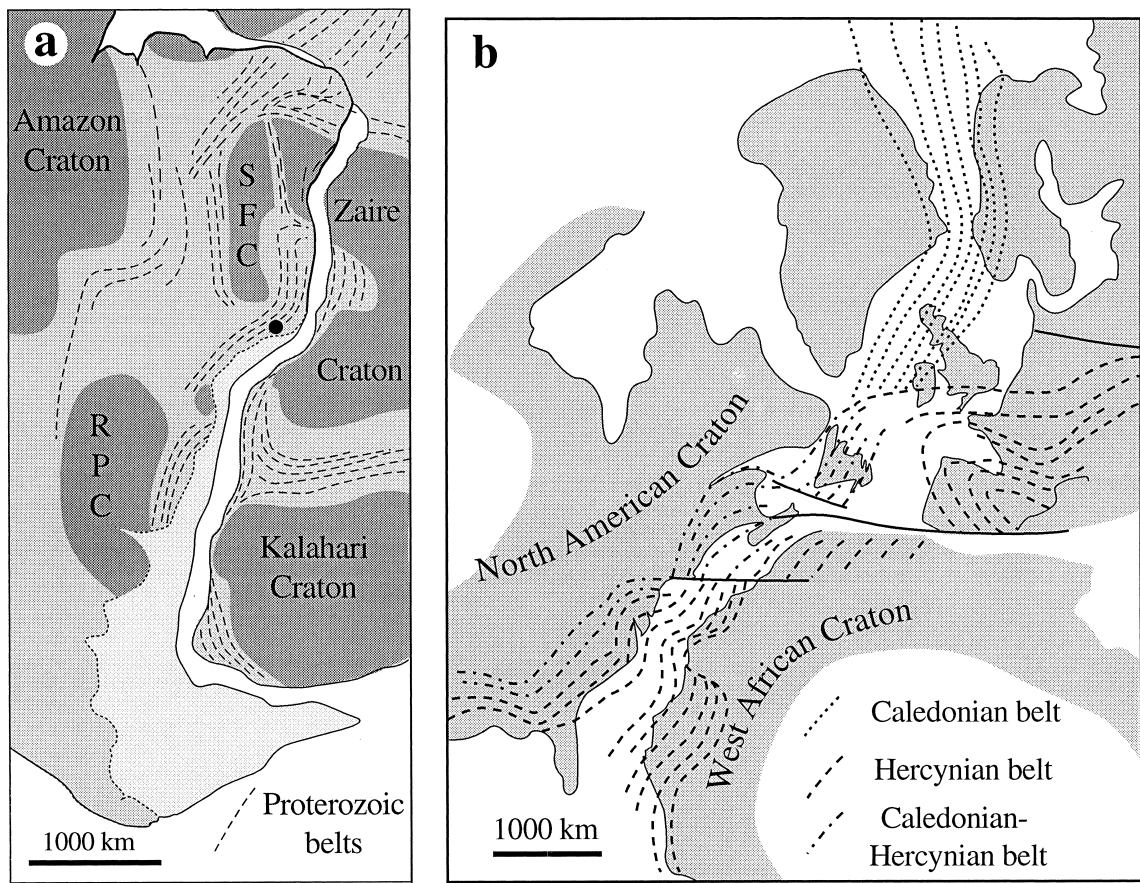 a
Amazon
Craton
S
F
C
Zaire
Craton
R
P
C
Kalahari
Craton
Proterozoic
belts
1000 km
b
North American Craton
West African Craton
Caledonian belt
Hercynian belt
Caledonian-
Hercynian belt
1000 km